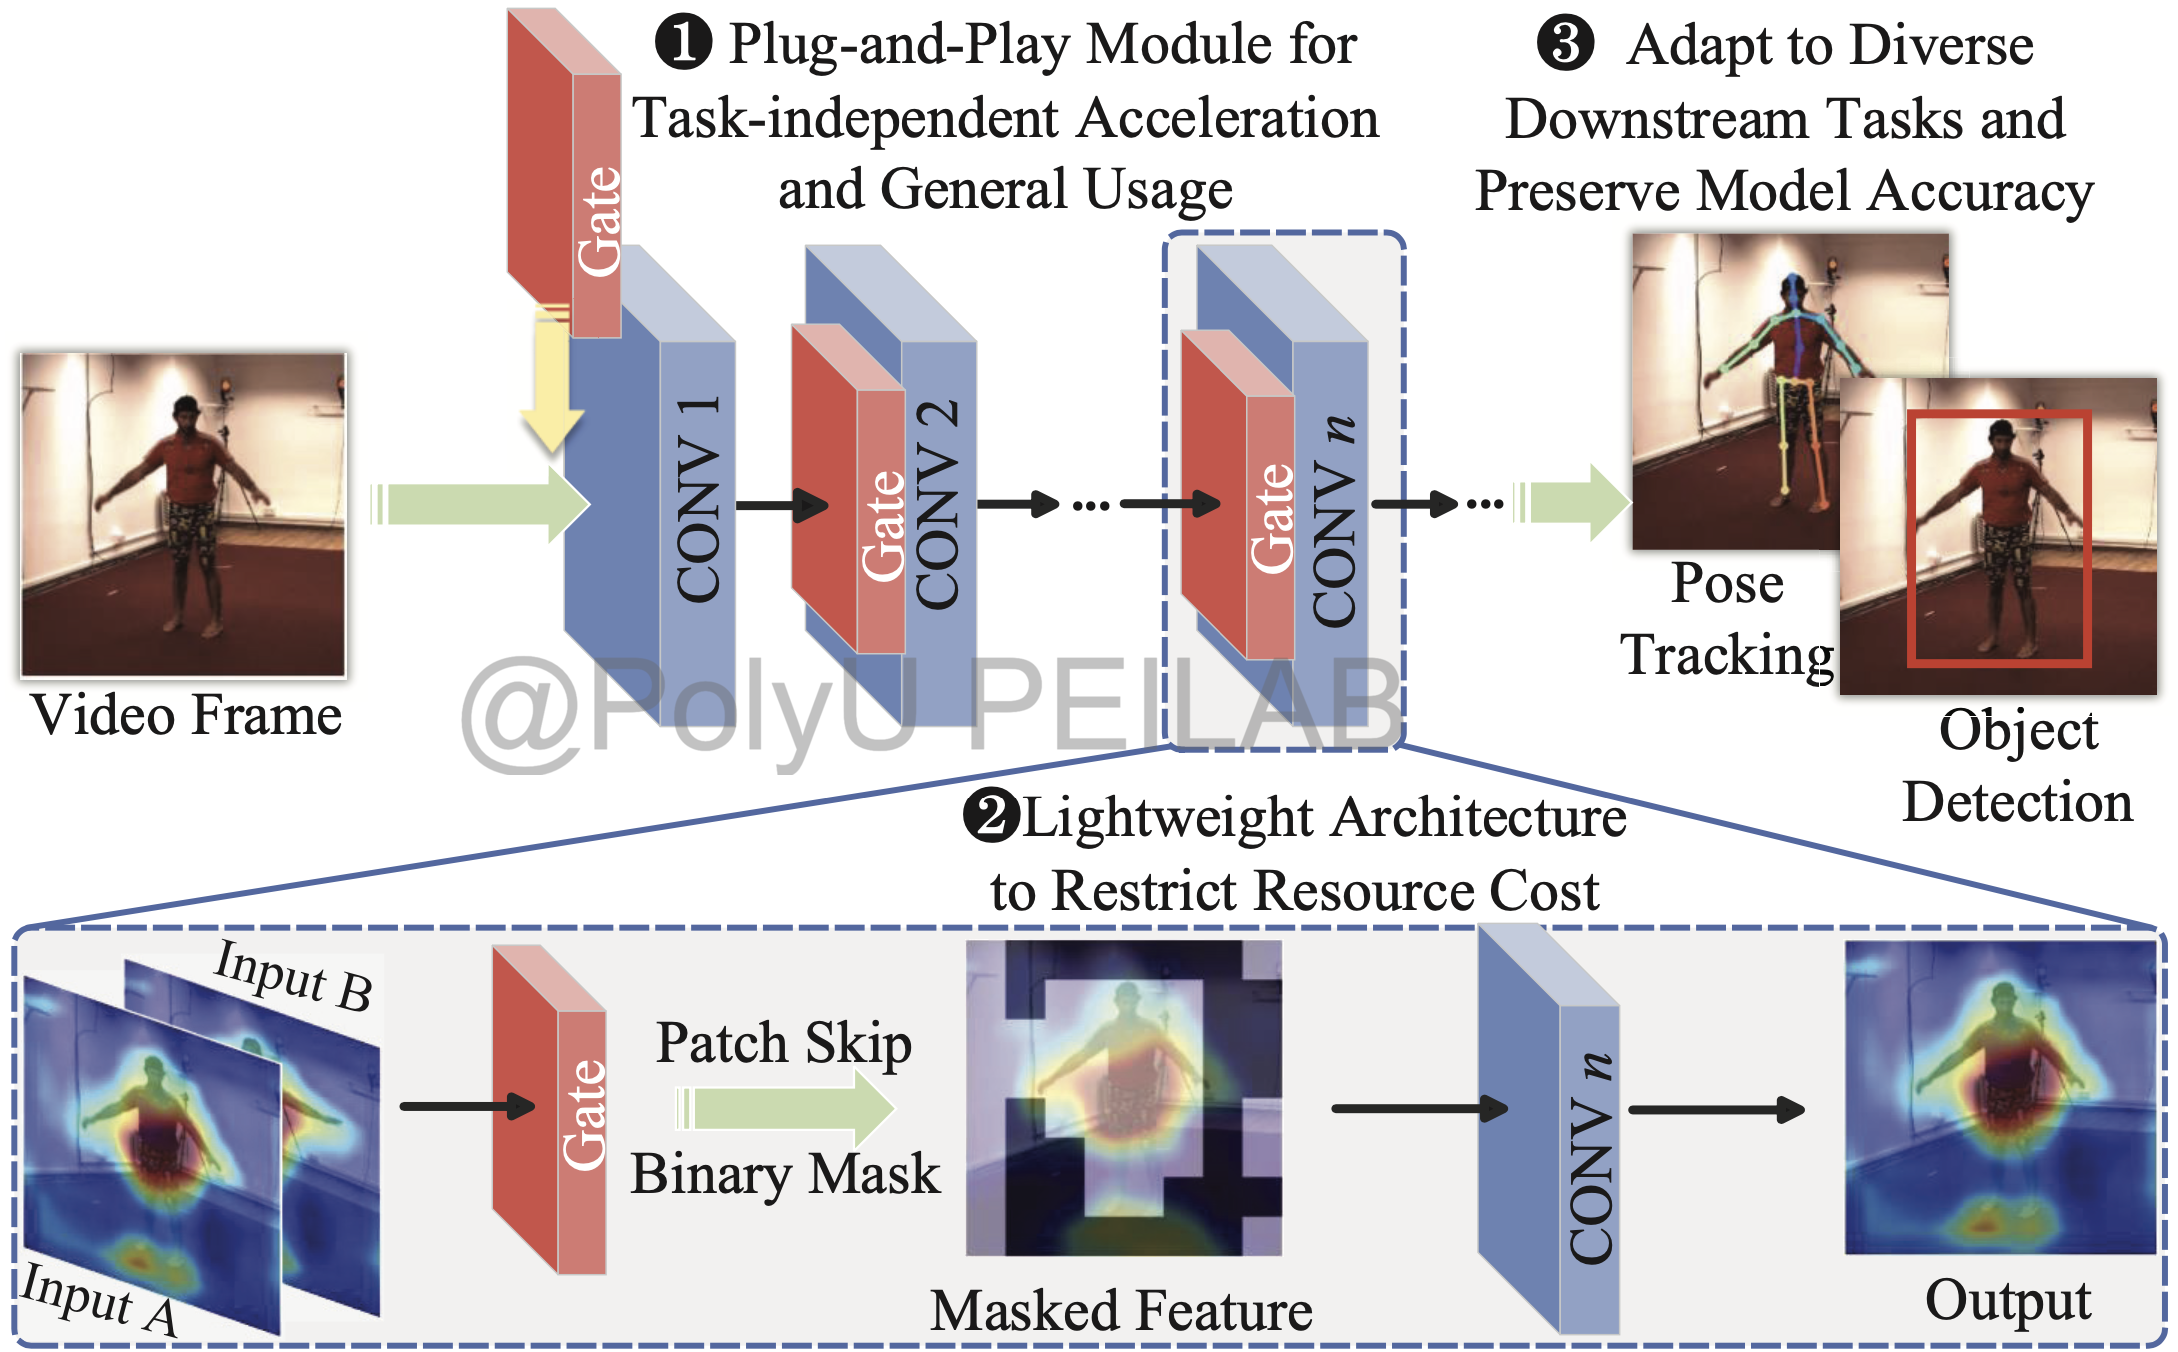 ❶ Plug-and-Play Module for
Task-independent Acceleration
and General Usage
❸ Adapt to Diverse
Downstream Tasks and
Preserve Model Accuracy
Gate
CONV 1
Gate
CONV 2
...
Gate
CONV n
...
Video Frame
Pose
Tracking
Object
Detection
@PolyU PEILAB
❷Lightweight Architecture
to Restrict Resource Cost
Input B
Input A
Gate
Patch Skip
Binary Mask
Masked Feature
CONV n
Output